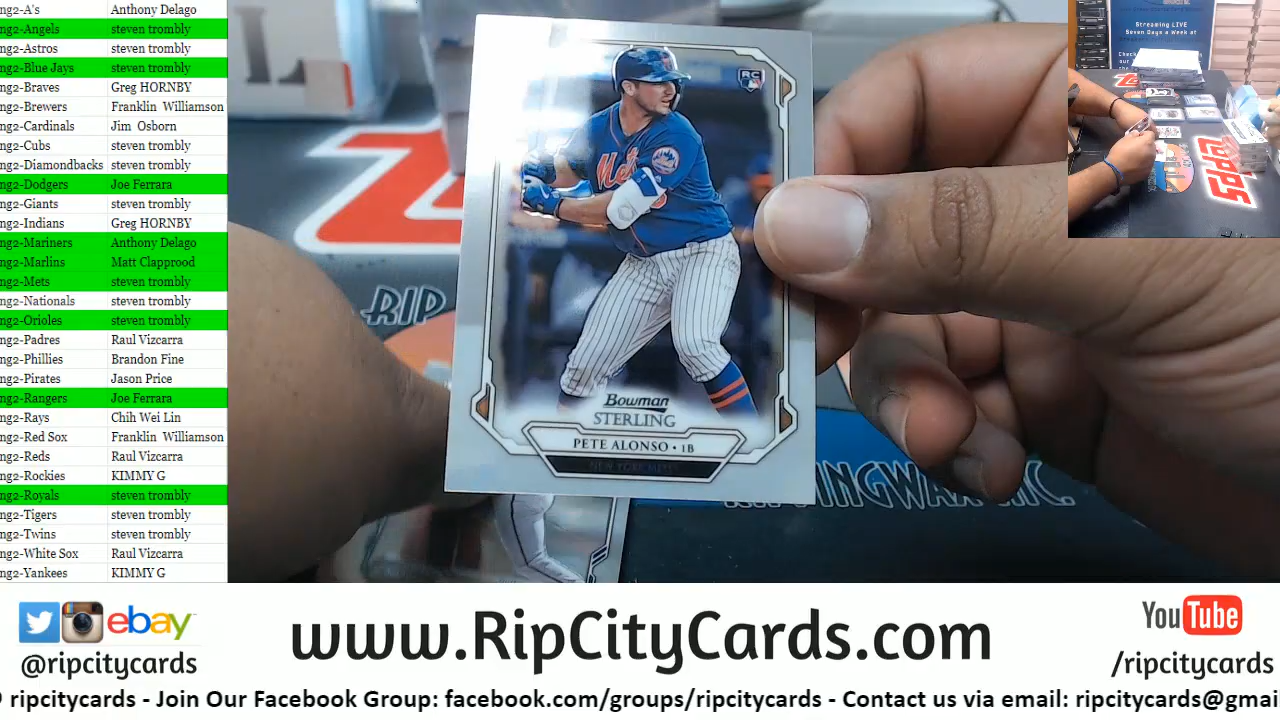 ng2-A's Anthony Delago
ng2-Angels steven trombly
ng2-Astros steven trombly
ng2-Blue Jays steven trombly
ng2-Braves Greg HORNBY
ng2-Brewers Franklin Williamson
ng2-Cardinals Jim Osborn
ng2-Cubs steven trombly
ng2-Diamondbacks steven trombly
ng2-Dodgers Joe Ferrara
ng2-Giants steven trombly
ng2-Indians Greg HORNBY
ng2-Mariners Anthony Delago
ng2-Marlins Matt Clapprood
ng2-Mets steven trombly
ng2-Nationals steven trombly
ng2-Orioles steven trombly
ng2-Padres Raul Vizcarra
ng2-Phillies Brandon Fine
ng2-Pirates Jason Price
ng2-Rangers Joe Ferrara
ng2-Rays Chih Wei Lin
ng2-Red Sox Franklin Williamson
ng2-Reds Raul Vizcarra
ng2-Rockies KIMMY G
ng2-Royals steven trombly
ng2-Tigers steven trombly
ng2-Twins steven trombly
ng2-White Sox Raul Vizcarra
ng2-Yankees KIMMY G
RC
Mets
Bowman
STERLING
PETE ALONSO • 1B
NEW YORK METS
RIP
INGWAX INC.
Streaming LIVE
Seven Days a Week at
Topps
ebay
@ripcitycards
www.RipCityCards.com
YouTube
/ripcitycards
ripcitycards - Join Our Facebook Group: facebook.com/groups/ripcitycards - Contact us via email: ripcitycards@gmai